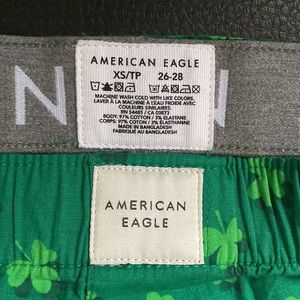 AMERICAN EAGLE
XS/TP 26-28
MACHINE WASH COLD WITH LIKE COLORS.
LAVER À LA MACHINE À L'EAU FROIDE AVEC
COULEURS SIMILAIRES.
RN 54485 / CA 03873
BODY: 97% COTTON / 3% ELASTANE
CORPS: 97% COTON / 3% ÉLASTHANNE
MADE IN BANGLADESH
FABRIQUÉ AU BANGLADESH
AMERICAN
EAGLE